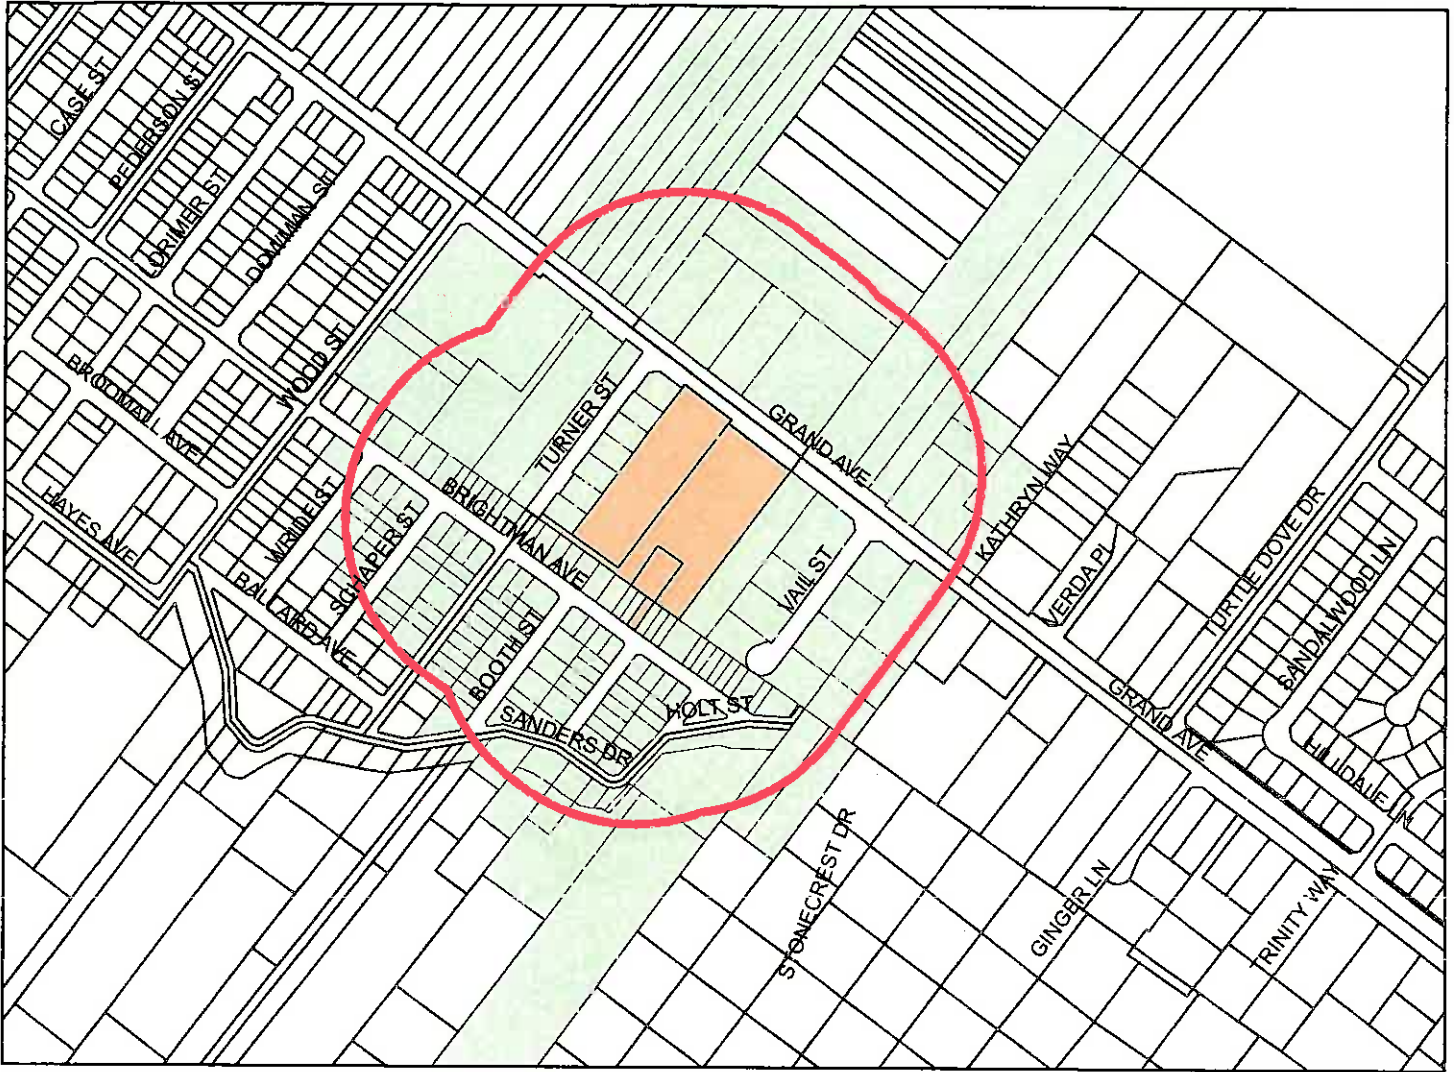 CASE ST
PEDERSON ST
LORIMEIR ST
DOWMAN ST
WOOD ST
BROOMALL AVE
HAYES AVE
WRIDE ST
SCHAPER ST
BALLARD AVE
BRIGHTMAN AVE
TURNER ST
GRAND AVE
VAIL ST
BOOTH ST
SANDERS DR
HOLT ST
KATHRYN WAY
VERDA PL
TURTLE DOVE DR
SANDALWOOD LN
GRAND AVE
HILLDALE LN
STONECREST DR
GINGER LN
TRINITY WAY